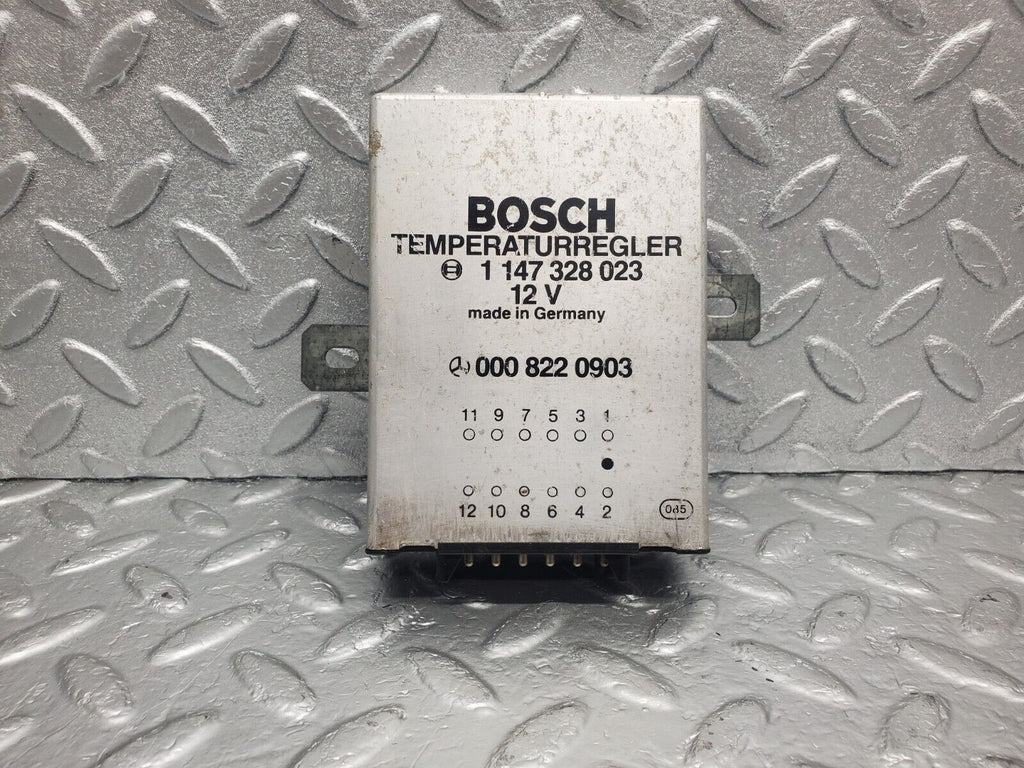 BOSCH
TEMPERATURREGLER
1 147 328 023
12 V
made in Germany
000 822 0903
11 9 7 5 3 1
12 10 8 6 4 2